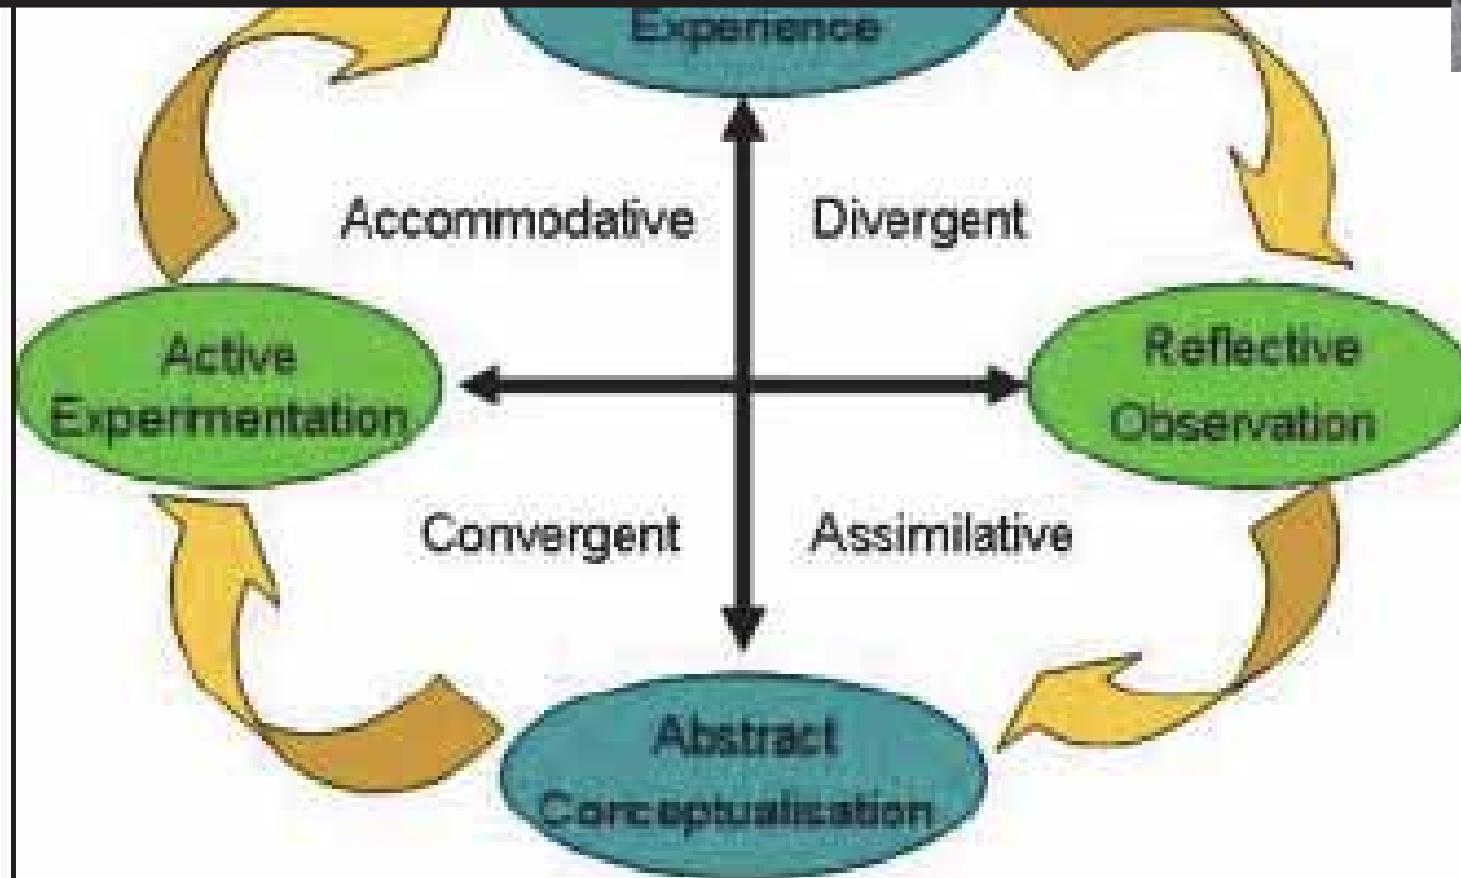 Experience
Accommodative
Divergent
Active
Experimentation
Reflective
Observation
Convergent
Assimilative
Abstract
Conceptualisation